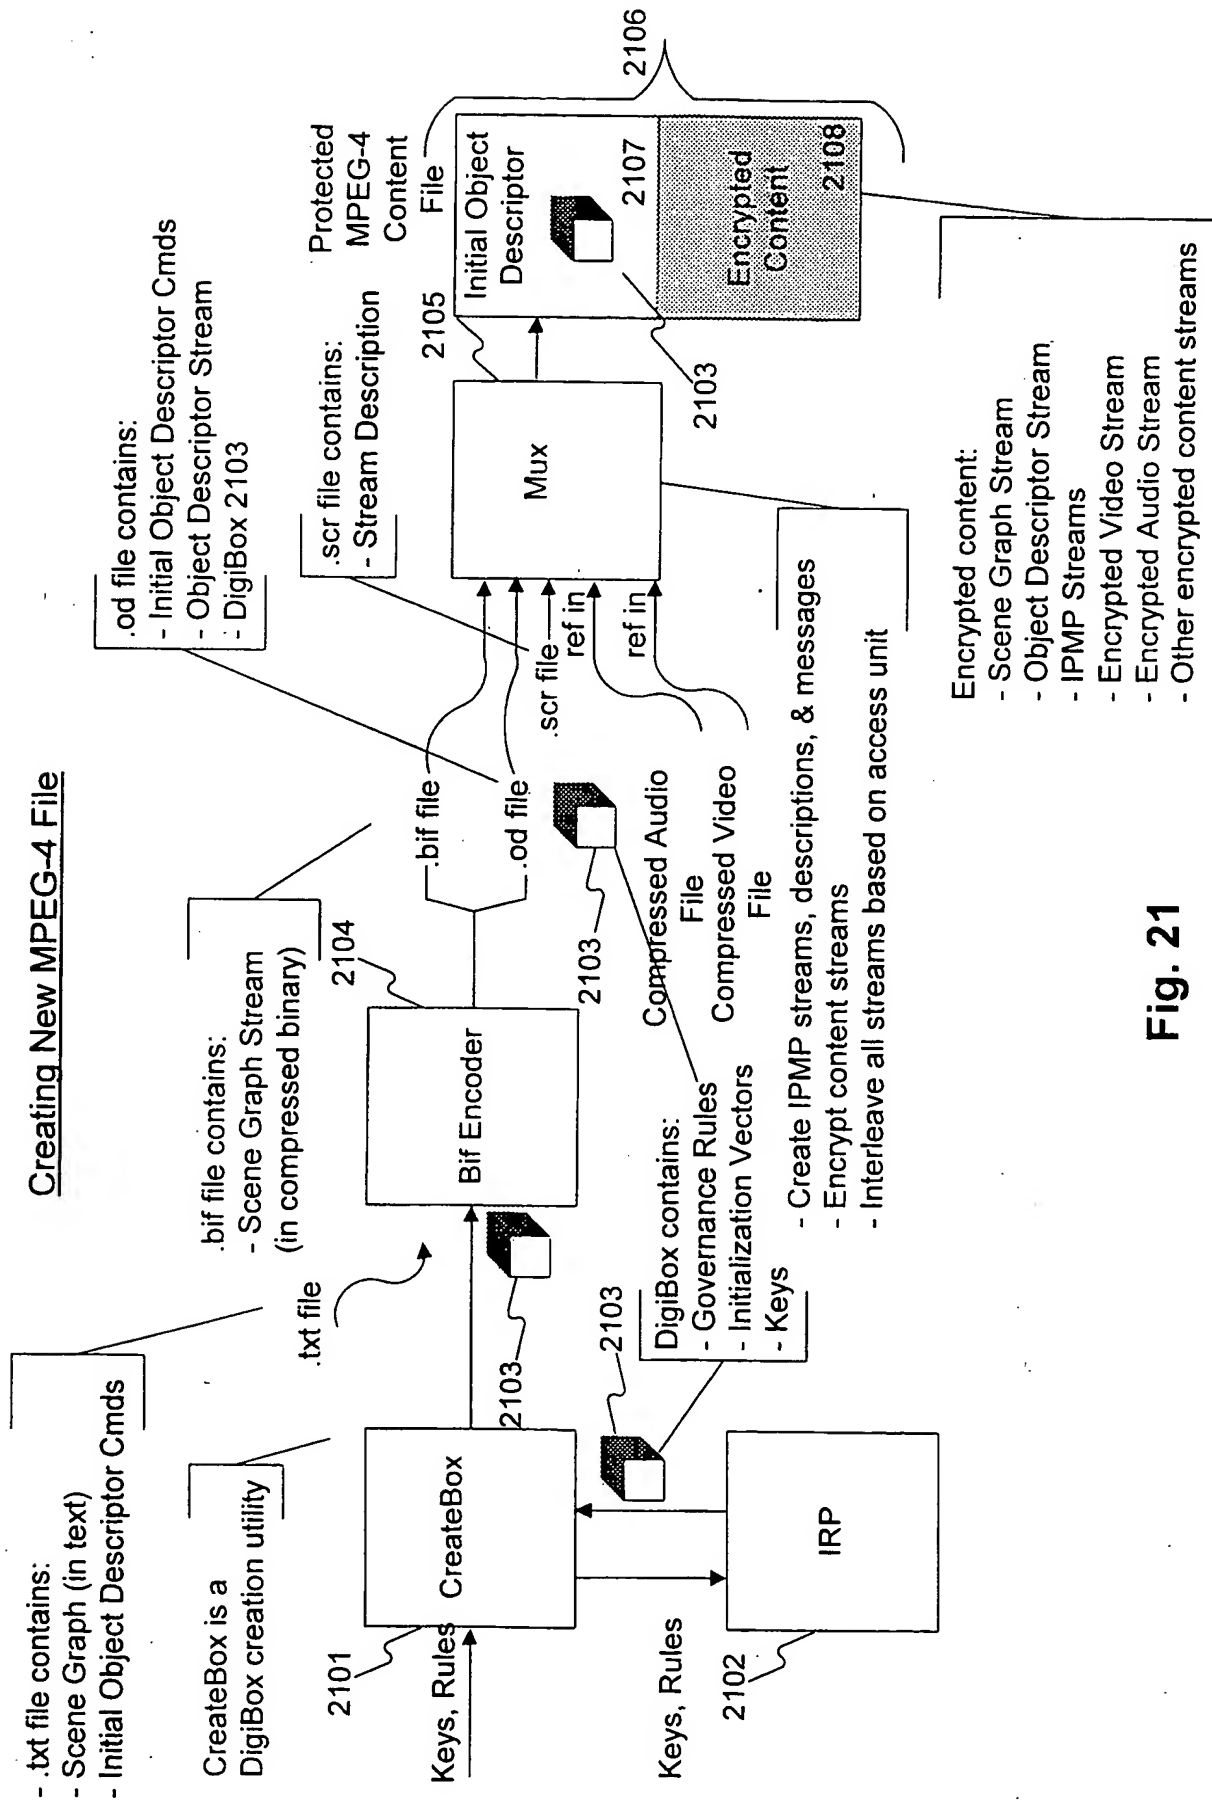 Creating New MPEG-4 File
- .txt file contains:
- Scene Graph (in text)
- Initial Object Descriptor Cmds
CreateBox is a
DigiBox creation utility
.bif file contains:
- Scene Graph Stream
(in compressed binary)
.od file contains:
- Initial Object Descriptor Cmds
- Object Descriptor Stream
- DigiBox 2103
.scr file contains:
- Stream Description
Protected
MPEG-4
Content
File
2101
Keys, Rules
CreateBox
.txt file
2103
2104
Bif Encoder
.bif file
.od file
.scr file
ref in
ref in
2103
Compressed Audio
File
Compressed Video
File
2105
Mux
Initial Object
Descriptor
2107
2103
Encrypted
Content
2108
2106
Keys, Rules
2102
IRP
2103
DigiBox contains:
- Governance Rules
- Initialization Vectors
- Keys
- Create IPMP streams, descriptions, & messages
- Encrypt content streams
- Interleave all streams based on access unit
Encrypted content:
- Scene Graph Stream
- Object Descriptor Stream
- IPMP Streams
- Encrypted Video Stream
- Encrypted Audio Stream
- Other encrypted content streams
Fig. 21